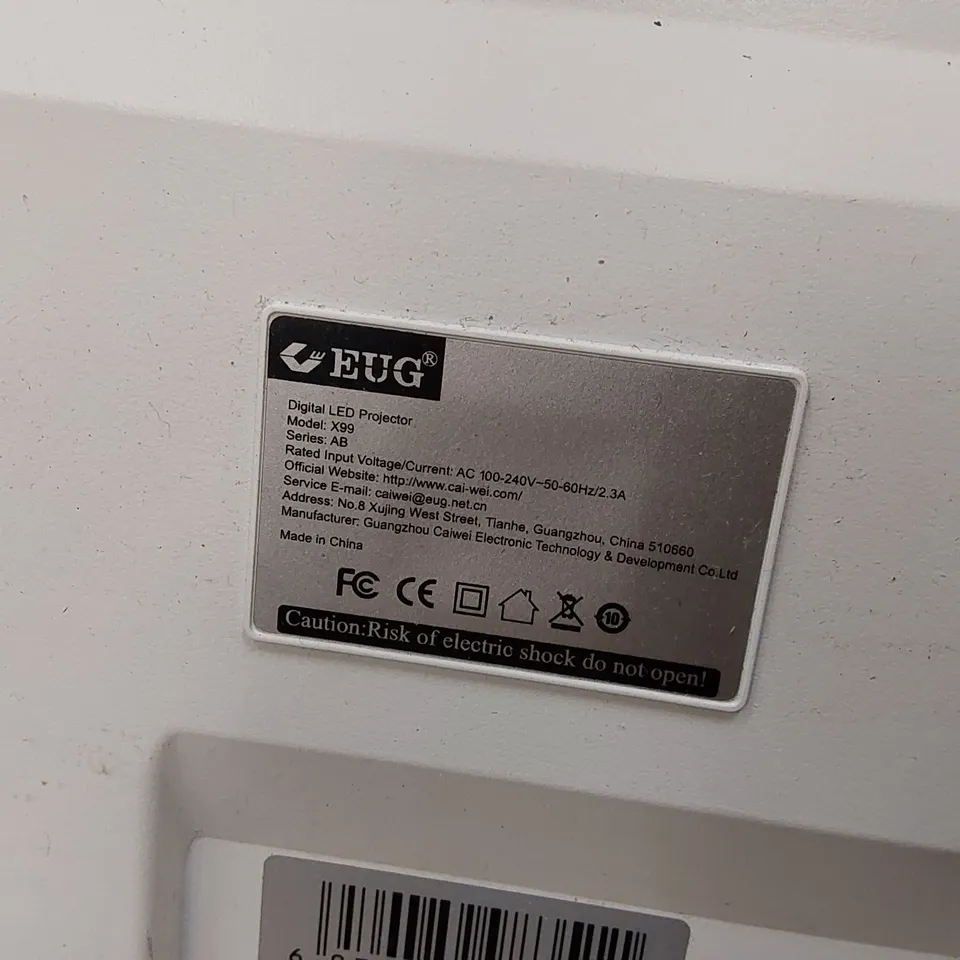 EUG®
Digital LED Projector
Model: X99
Series: AB
Rated Input Voltage/Current: AC 100-240V~50-60Hz/2.3A
Official Website: http://www.cai-wei.com/
Service E-mail: caiwei@eug.net.cn
Address: No.8 Xujing West Street, Tianhe, Guangzhou, China 510660
Manufacturer: Guangzhou Caiwei Electronic Technology & Development Co.Ltd
Made in China
FC CE 10
Caution:Risk of electric shock do not open!